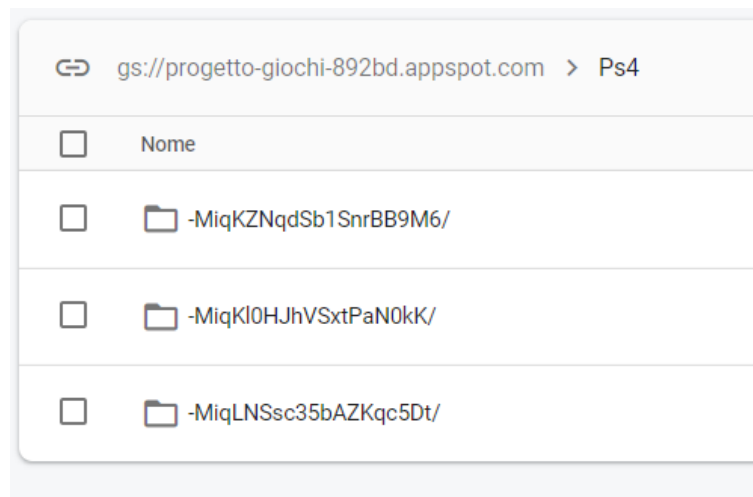 gs://progetto-giochi-892bd.appspot.com > Ps4
Nome
-MiqKZNqdSb1SnrBB9M6/
-MiqKl0HJhVSxtPaN0kK/
-MiqLNSsc35bAZKqc5Dt/